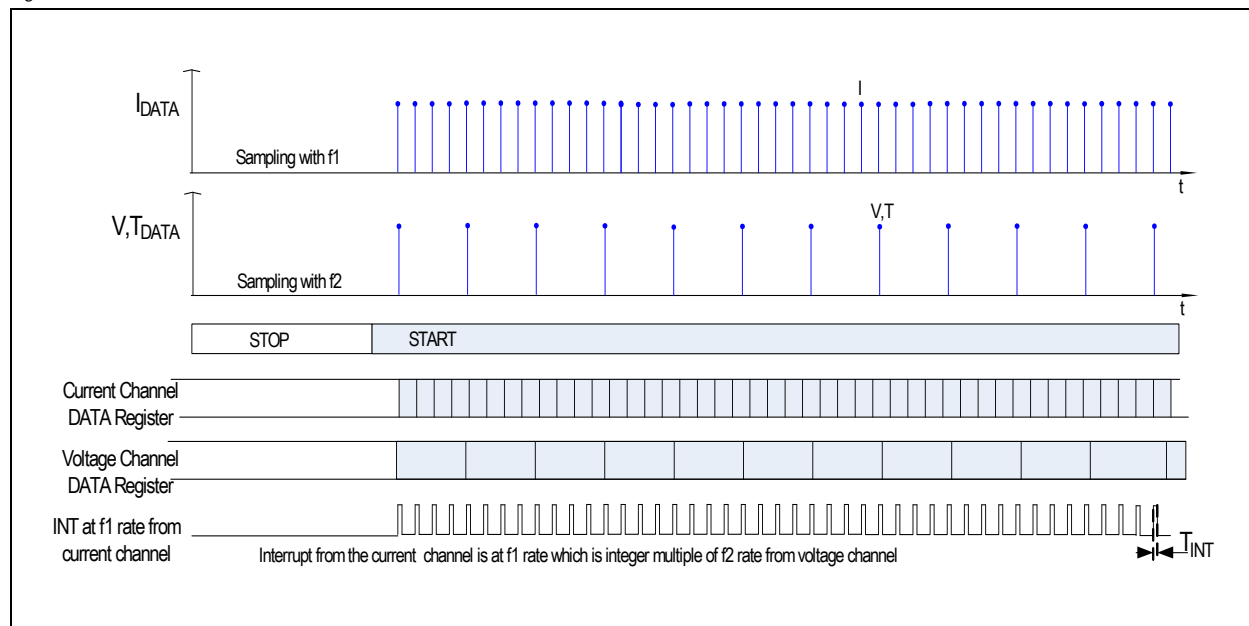 I
IDATA
Sampling with f1
t
V,T
V,TDATA
Sampling with f2
t
STOP START
Current Channel
DATA Register
Voltage Channel
DATA Register
INT at f1 rate from
current channel
Interrupt from the current channel is at f1 rate which is integer multiple of f2 rate from voltage channel
TINT